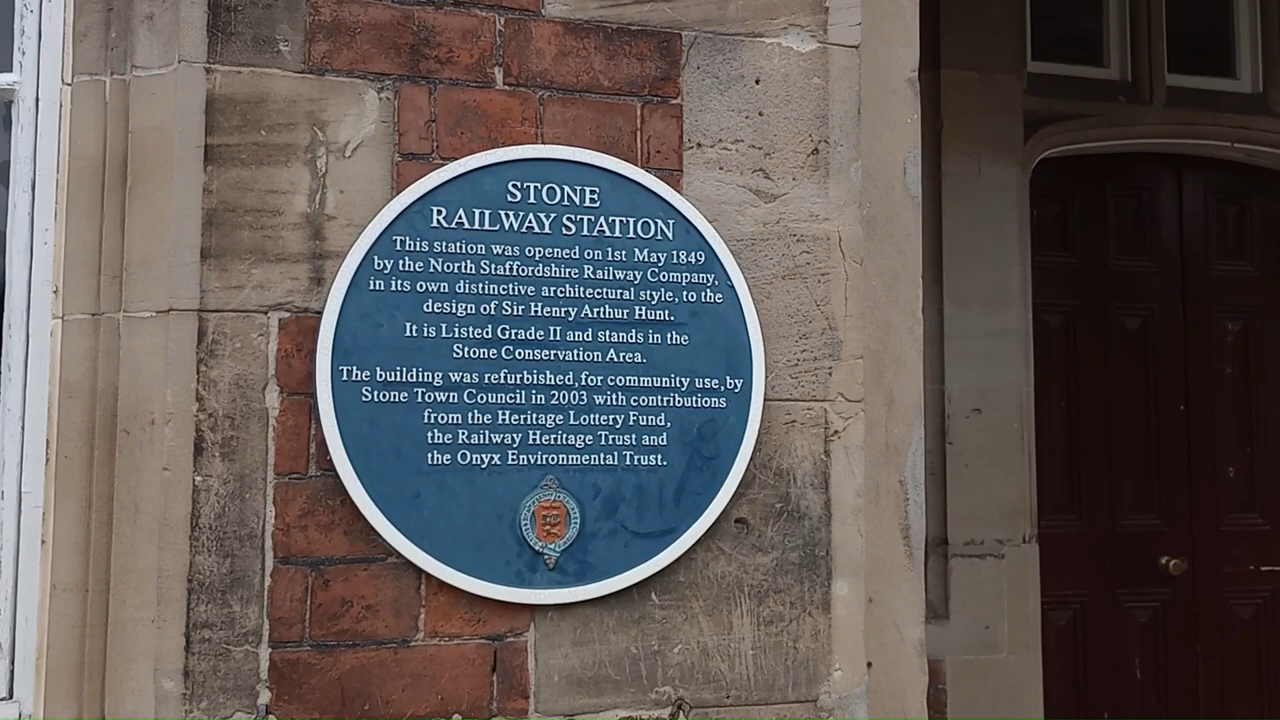 STONE
RAILWAY STATION
This station was opened on 1st May 1849
by the North Staffordshire Railway Company,
in its own distinctive architectural style, to the
design of Sir Henry Arthur Hunt.
It is Listed Grade II and stands in the
Stone Conservation Area.
The building was refurbished, for community use, by
Stone Town Council in 2003 with contributions
from the Heritage Lottery Fund,
the Railway Heritage Trust and
the Onyx Environmental Trust.